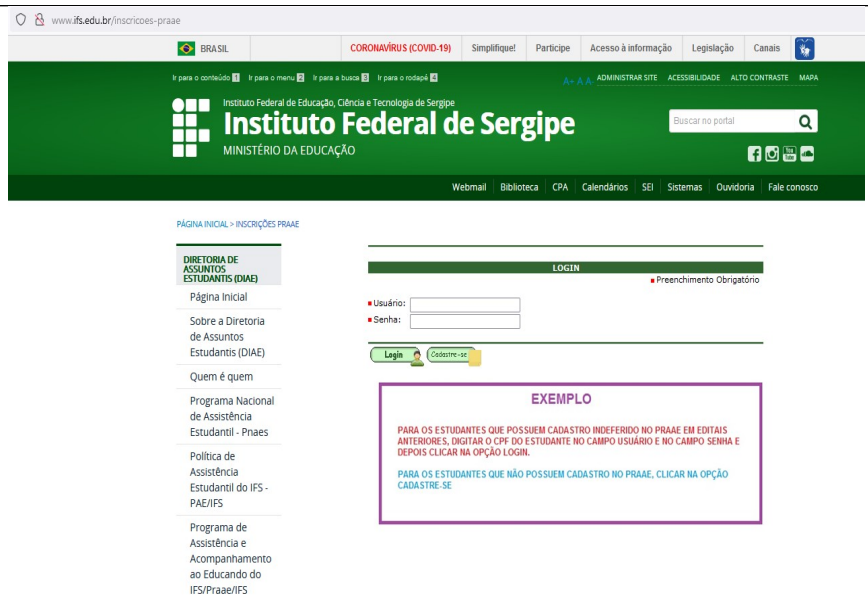 www.ifs.edu.br/inscricoes-praae
BRASIL CORONAVÍRUS (COVID-19) Simplifique! Participe Acesso à informação Legislação Canais
Ir para o conteúdo 1 Ir para o menu 2 Ir para a busca 3 Ir para o rodapé 4 A+ A A- ADMINISTRAR SITE ACESSIBILIDADE ALTO CONTRASTE MAPA
Instituto Federal de Educação, Ciência e Tecnologia de Sergipe
Instituto Federal de Sergipe
MINISTÉRIO DA EDUCAÇÃO
Buscar no portal
You Tube
Webmail Biblioteca CPA Calendários SEI Sistemas Ouvidoria Fale conosco
PÁGINA INICIAL > INSCRIÇÕES PRAAE
DIRETORIA DE
ASSUNTOS
ESTUDANTIS (DIAE)
Página Inicial
Sobre a Diretoria
de Assuntos
Estudantis (DIAE)
Quem é quem
Programa Nacional
de Assistência
Estudantil - Pnaes
Política de
Assistência
Estudantil do IFS -
PAE/IFS
Programa de
Assistência e
Acompanhamento
ao Educando do
IFS/Praae/IFS
LOGIN
Preenchimento Obrigatório
Usuário:
Senha:
Login Cadastre-se
EXEMPLO
PARA OS ESTUDANTES QUE POSSUEM CADASTRO INDEFERIDO NO PRAAE EM EDITAIS
ANTERIORES, DIGITAR O CPF DO ESTUDANTE NO CAMPO USUÁRIO E NO CAMPO SENHA E
DEPOIS CLICAR NA OPÇÃO LOGIN.
PARA OS ESTUDANTES QUE NÃO POSSUEM CADASTRO NO PRAAE, CLICAR NA OPÇÃO
CADASTRE-SE